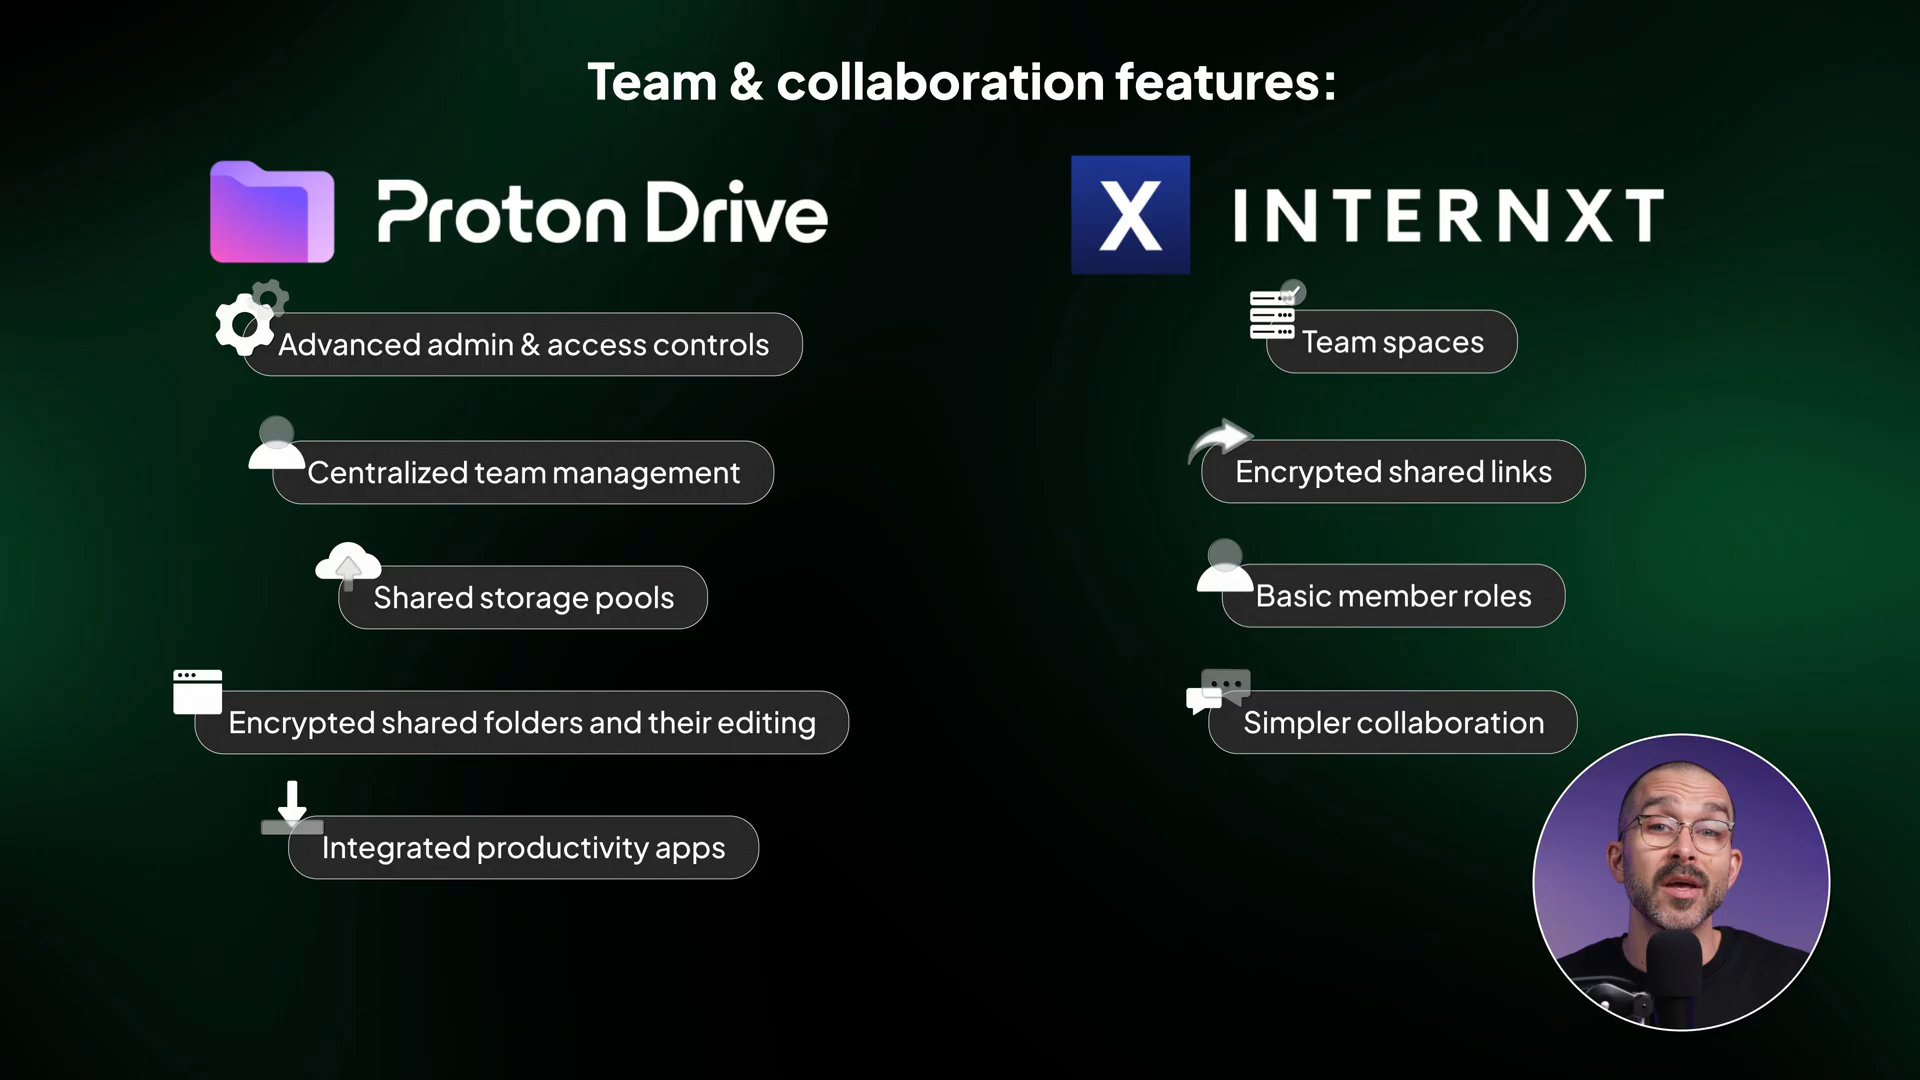 Team & collaboration features:
Proton Drive
Advanced admin & access controls
Centralized team management
Shared storage pools
Encrypted shared folders and their editing
Integrated productivity apps
X INTERNXT
Team spaces
Encrypted shared links
Basic member roles
Simpler collaboration